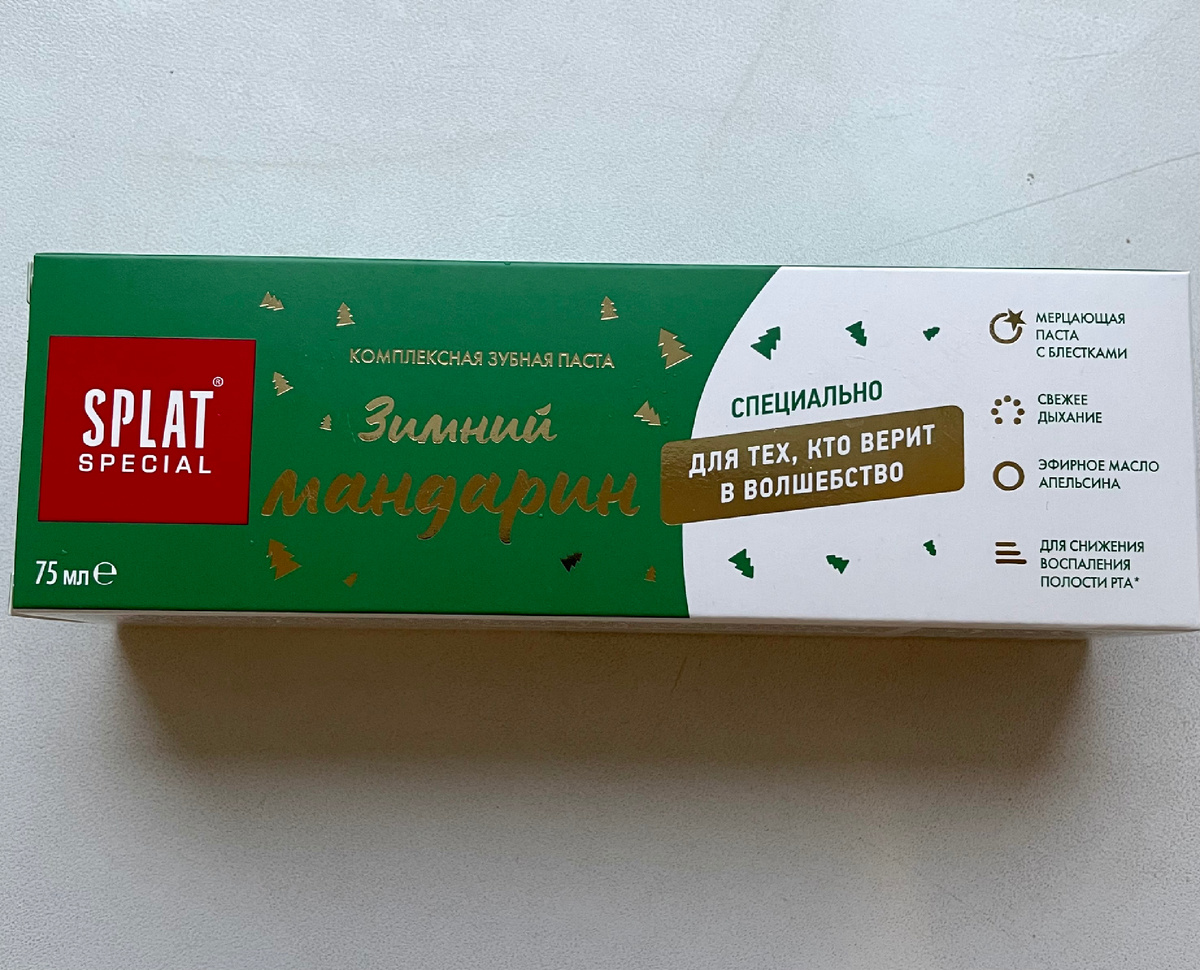 SPLAT®
SPECIAL
75 мл ℮
КОМПЛЕКСНАЯ ЗУБНАЯ ПАСТА
Зимний
мандарин
СПЕЦИАЛЬНО
ДЛЯ ТЕХ, КТО ВЕРИТ
В ВОЛШЕБСТВО
МЕРЦАЮЩАЯ
ПАСТА
С БЛЕСТКАМИ
СВЕЖЕЕ
ДЫХАНИЕ
ЭФИРНОЕ МАСЛО
АПЕЛЬСИНА
ДЛЯ СНИЖЕНИЯ
ВОСПАЛЕНИЯ
ПОЛОСТИ РТА*